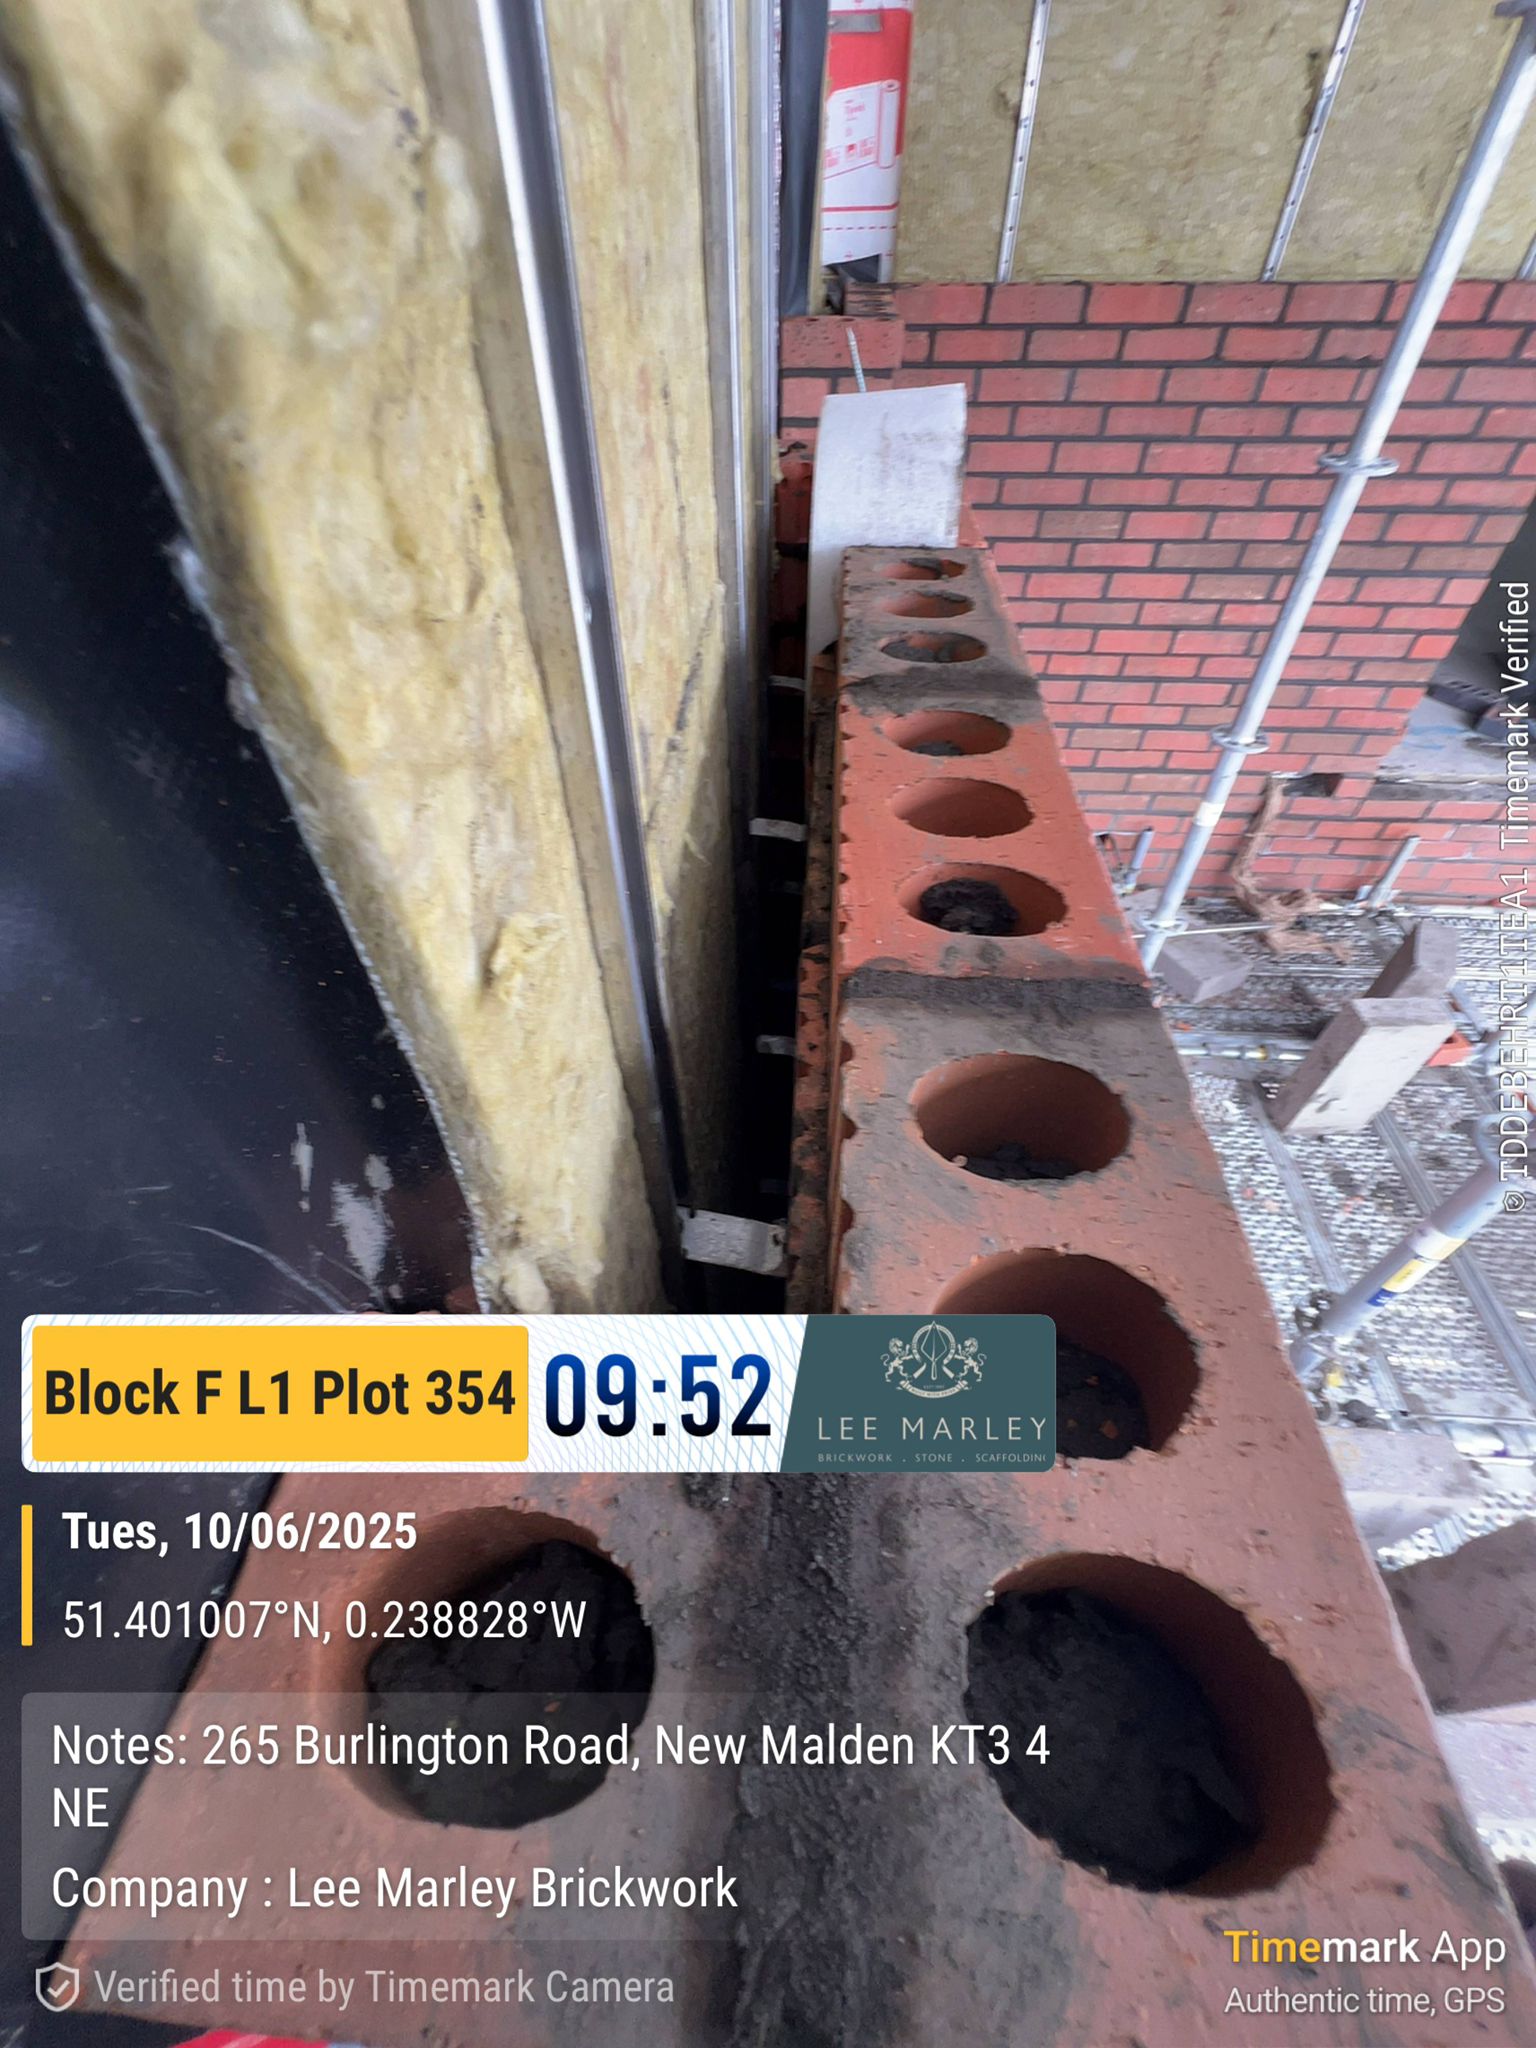 Block F L1 Plot 354
09:52
LEE MARLEY
BRICKWORK . STONE . SCAFFOLDING
Tues, 10/06/2025
51.401007°N, 0.238828°W
Notes: 265 Burlington Road, New Malden KT3 4
NE
Company : Lee Marley Brickwork
Verified time by Timemark Camera
Timemark App
Authentic time, GPS
TDDEBEHRIT1TEA1 Timemark Verified